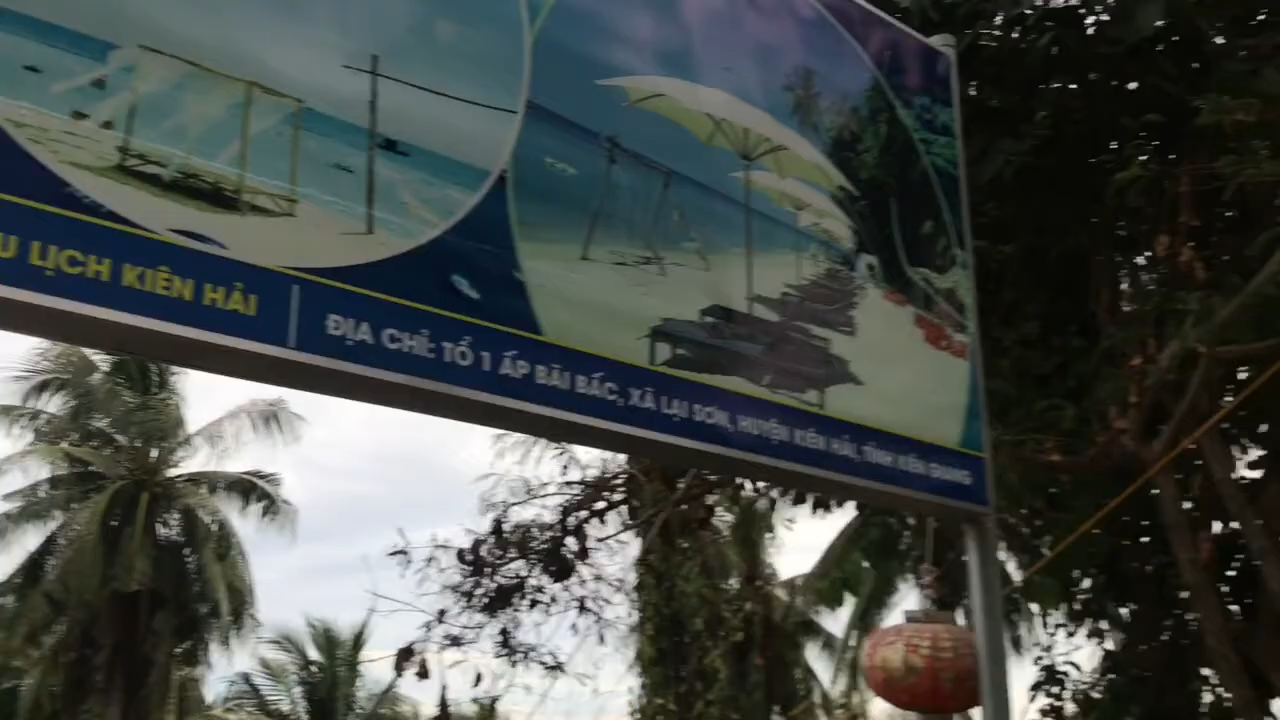 U LỊCH KIÊN HẢI | ĐỊA CHỈ: TỔ 1 ẤP BÃI BẤC, XÃ LẠI SƠN, HUYỆN KIÊN HẢI, TỈNH KIÊN GIANG